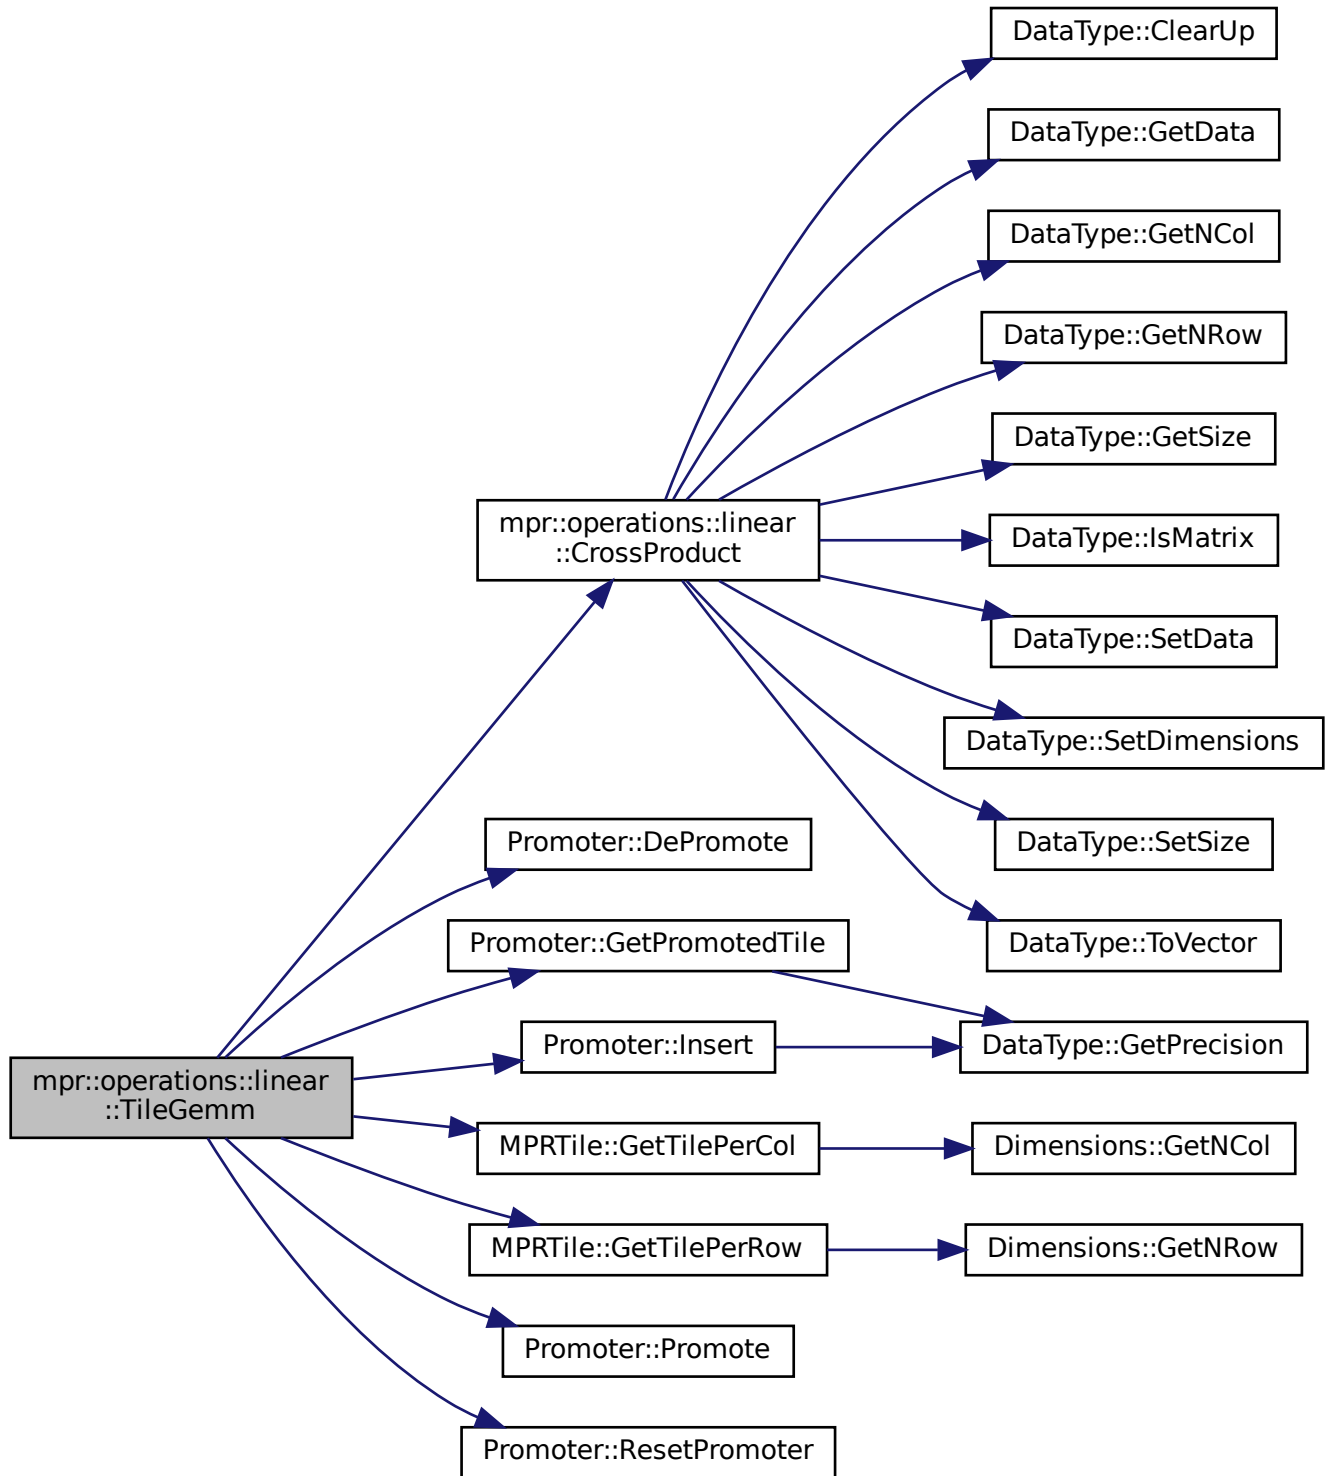 DataType::ClearUp
DataType::GetData
DataType::GetNCol
DataType::GetNRow
DataType::GetSize
mpr::operations::linear
::CrossProduct
DataType::IsMatrix
DataType::SetData
DataType::SetDimensions
Promoter::DePromote
DataType::SetSize
Promoter::GetPromotedTile
DataType::ToVector
Promoter::Insert
DataType::GetPrecision
mpr::operations::linear
::TileGemm
MPRTile::GetTilePerCol
Dimensions::GetNCol
MPRTile::GetTilePerRow
Dimensions::GetNRow
Promoter::Promote
Promoter::ResetPromoter